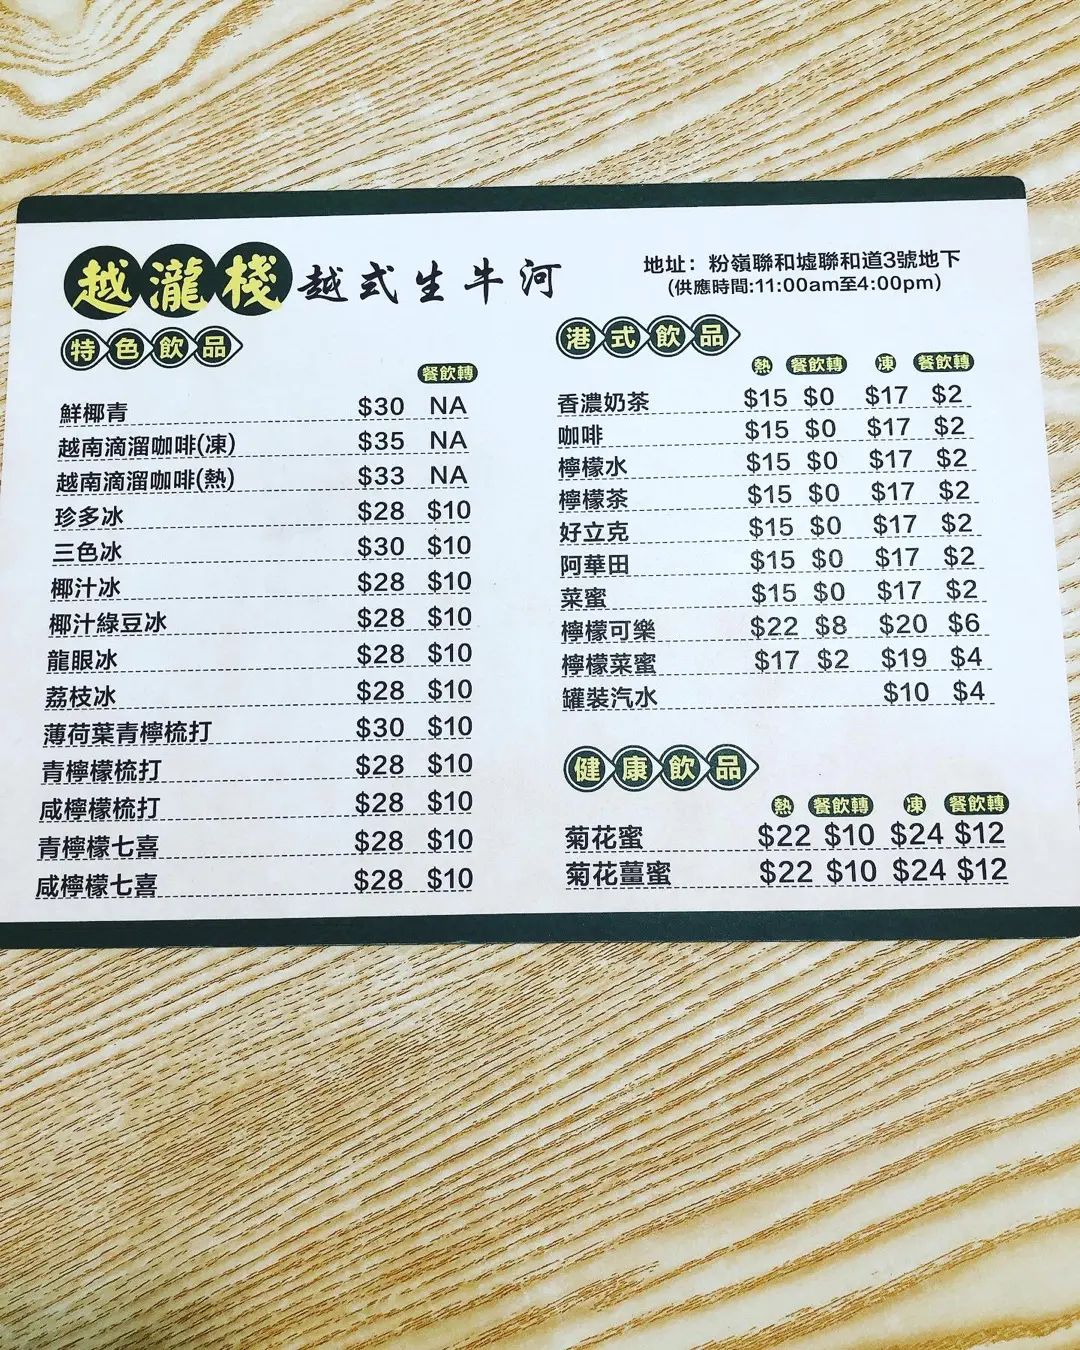 越瀧棧 越式生牛河
地址：粉嶺聯和墟聯和道3號地下
(供應時間:11:00am至4:00pm)
特色飲品
餐飲轉
鮮椰青 $30 NA
越南滴溜咖啡(凍) $35 NA
越南滴溜咖啡(熱) $33 NA
珍多冰 $28 $10
三色冰 $30 $10
椰汁冰 $28 $10
椰汁綠豆冰 $28 $10
龍眼冰 $28 $10
荔枝冰 $28 $10
薄荷葉青檸梳打 $30 $10
青檸檬梳打 $28 $10
咸檸檬梳打 $28 $10
青檸檬七喜 $28 $10
咸檸檬七喜 $28 $10
港式飲品
熱 餐飲轉 凍 餐飲轉
香濃奶茶 $15 $0 $17 $2
咖啡 $15 $0 $17 $2
檸檬水 $15 $0 $17 $2
檸檬茶 $15 $0 $17 $2
好立克 $15 $0 $17 $2
阿華田 $15 $0 $17 $2
菜蜜 $15 $0 $17 $2
檸檬可樂 $22 $8 $20 $6
檸檬菜蜜 $17 $2 $19 $4
罐裝汽水 $10 $4
健康飲品
熱 餐飲轉 凍 餐飲轉
菊花蜜 $22 $10 $24 $12
菊花薑蜜 $22 $10 $24 $12